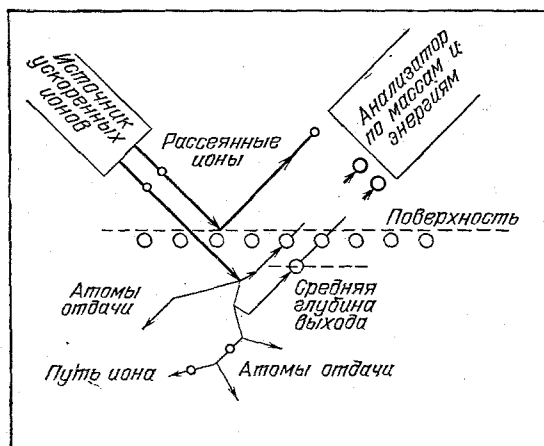 Источник
ускоренных
ионов
Рассеянные
ионы
Анализатор
по массам и
энергиям
Поверхность
Атомы
отдачи
Средняя
глубина
выхода
Путь иона
Атомы отдачи